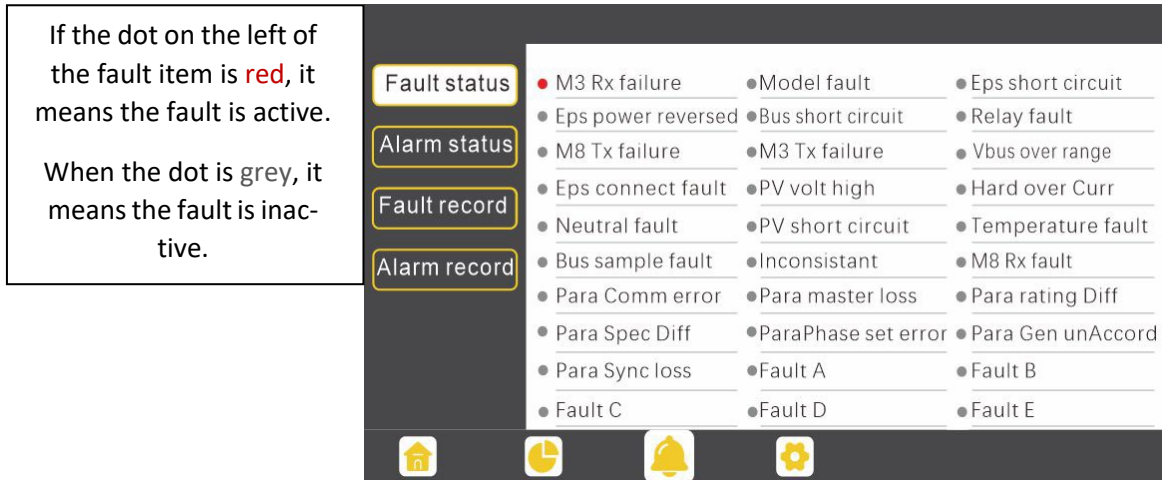 If the dot on the left of
the fault item is red, it
means the fault is active.
When the dot is grey, it
means the fault is inac-
tive.
Fault status
Alarm status
Fault record
Alarm record
M3 Rx failure Model fault Eps short circuit
Eps power reversed Bus short circuit Relay fault
M8 Tx failure M3 Tx failure Vbus over range
Eps connect fault PV volt high Hard over Curr
Neutral fault PV short circuit Temperature fault
Bus sample fault Inconsistant M8 Rx fault
Para Comm error Para master loss Para rating Diff
Para Spec Diff ParaPhase set error Para Gen unAccord
Para Sync loss Fault A Fault B
Fault C Fault D Fault E